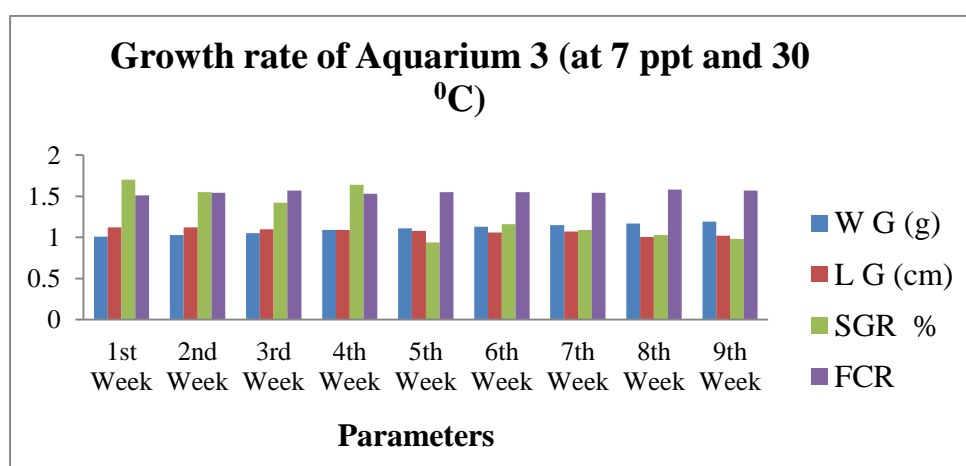 Growth rate of Aquarium 3 (at 7 ppt and 30
⁰C)
2
1.5
1
0.5
0
1st Week
2nd Week
3rd Week
4th Week
5th Week
6th Week
7th Week
8th Week
9th Week
Parameters
W G (g)
L G (cm)
SGR %
FCR